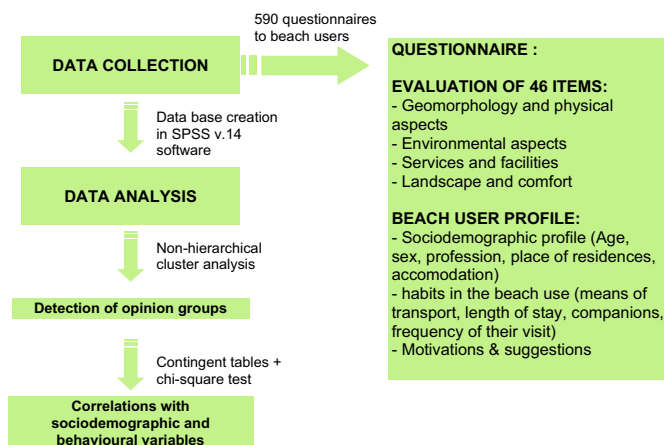 590 questionnaires
to beach users
DATA COLLECTION
Data base creation
in SPSS v.14
software
DATA ANALYSIS
Non-hierarchical
cluster analysis
Detection of opinion groups
Contingent tables +
chi-square test
Correlations with
sociodemographic and
behavioural variables
QUESTIONNAIRE :
EVALUATION OF 46 ITEMS:
- Geomorphology and physical
aspects
- Environmental aspects
- Services and facilities
- Landscape and comfort
BEACH USER PROFILE:
- Sociodemographic profile (Age,
sex, profession, place of residences,
accomodation)
- habits in the beach use (means of
transport, length of stay, companions,
frequency of their visit)
- Motivations & suggestions